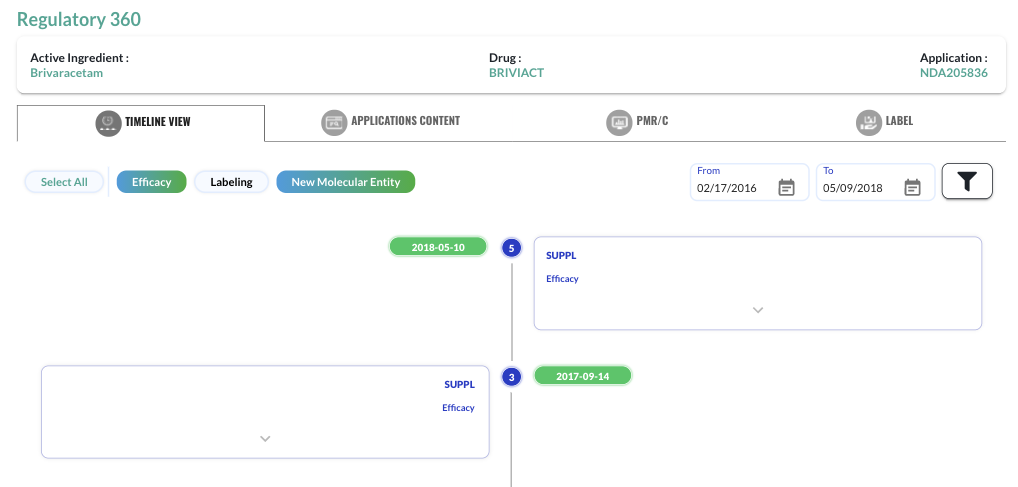 Regulatory 360
Active Ingredient :
Brivaracetam
Drug :
BRIVIACT
Application :
NDA205836
TIMELINE VIEW
APPLICATIONS CONTENT
PMR/C
LABEL
Select All
Efficacy
Labeling
New Molecular Entity
From
02/17/2016
To
05/09/2018
2018-05-10
5
SUPPL
Efficacy
SUPPL
Efficacy
3
2017-09-14